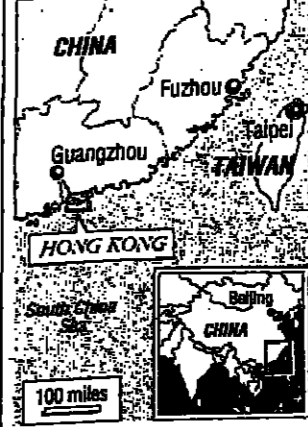 CHINA
Fuzhou
Taipei
Guangzhou
TAIWAN
HONG KONG
South China
Sea
Beijing
CHINA
100 miles